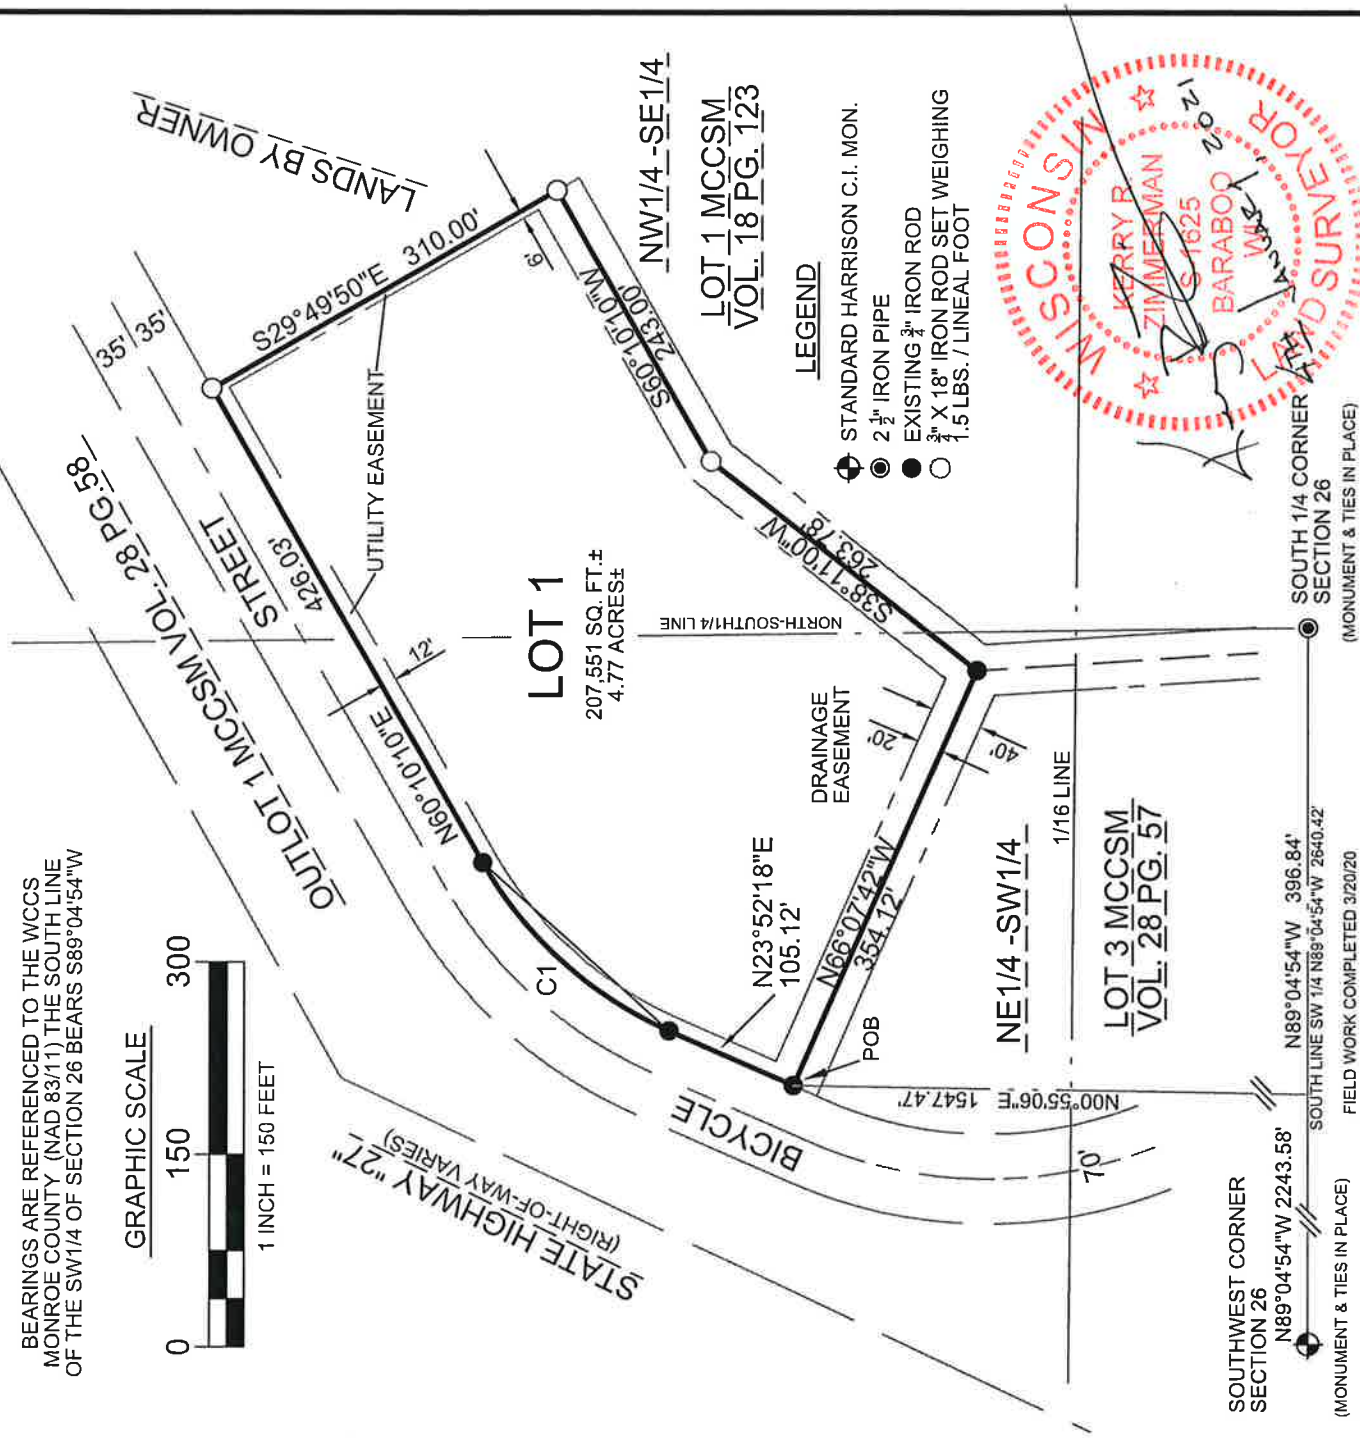 BEARINGS ARE REFERENCED TO THE WCCS
MONROE COUNTY (NAD 83/11) THE SOUTH LINE
OF THE SW1/4 OF SECTION 26 BEARS S89°04'54"W
GRAPHIC SCALE
0 150 300
1 INCH = 150 FEET
LANDS BY OWNER
35' 35'
S29°49'50"E 310.00'
6'
OUTLOT 1 MCCSM VOL. 28 PG.58
BICYCLE STREET
N60°10'10"E 426.03'
UTILITY EASEMENT
12'
S60°10'10"W
243.00'
NW1/4 -SE1/4
LOT 1 MCCSM
VOL. 18 PG. 123
LOT 1
207,551 SQ. FT.±
4.77 ACRES±
NORTH-SOUTH1/4 LINE
S38°11'00"W
263.78'
C1
STATE HIGHWAY "27"
(RIGHT-OF-WAY VARIES)
N23°52'18"E
105.12'
DRAINAGE
EASEMENT
20'
40'
N66°07'42"W
354.12'
POB
LEGEND
STANDARD HARRISON C.I. MON.
2 1/2" IRON PIPE
EXISTING 3/4" IRON ROD
3/4" X 18" IRON ROD SET WEIGHING
1.5 LBS. / LINEAL FOOT
NE1/4 -SW1/4
1/16 LINE
LOT 3 MCCSM
VOL. 28 PG. 57
N00°55'06"E 1547.47'
70'
WISCONSIN
KERRY R.
ZIMMERMAN
S-1625
BARABOO
WI
LAND SURVEYOR
JANUARY
2021
SOUTHWEST CORNER
SECTION 26
N89°04'54"W 2243.58'
(MONUMENT & TIES IN PLACE)
N89°04'54"W 396.84'
SOUTH LINE SW 1/4 N89°04'54"W 2640.42'
FIELD WORK COMPLETED 3/20/20
SOUTH 1/4 CORNER
SECTION 26
(MONUMENT & TIES IN PLACE)